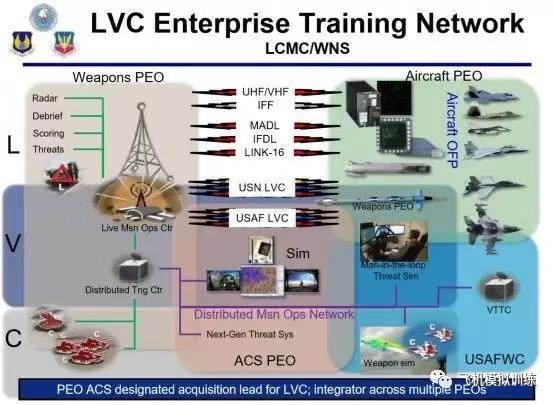 LVC Enterprise Training Network
LCMC/WNS
Weapons PEO
Aircraft PEO
Radar
Debrief
Scoring
Threats
UHF/VHF
IFF
MADL
IFDL
LINK-16
USN LVC
USAF LVC
Aircraft OFP
Weapons PEO
L
V
C
Live Msn Ops Ctr
Sim
Man-in-the-loop
Threat Sim
Distributed Tng Ctr
VTTC
Distributed Msn Ops Network
Next-Gen Threat Sys
C
C
C
C
C
C
ACS PEO
Weapon sim
USAFWC
飞机模拟训练
PEO ACS designated acquisition lead for LVC; integrator across multiple PEOs